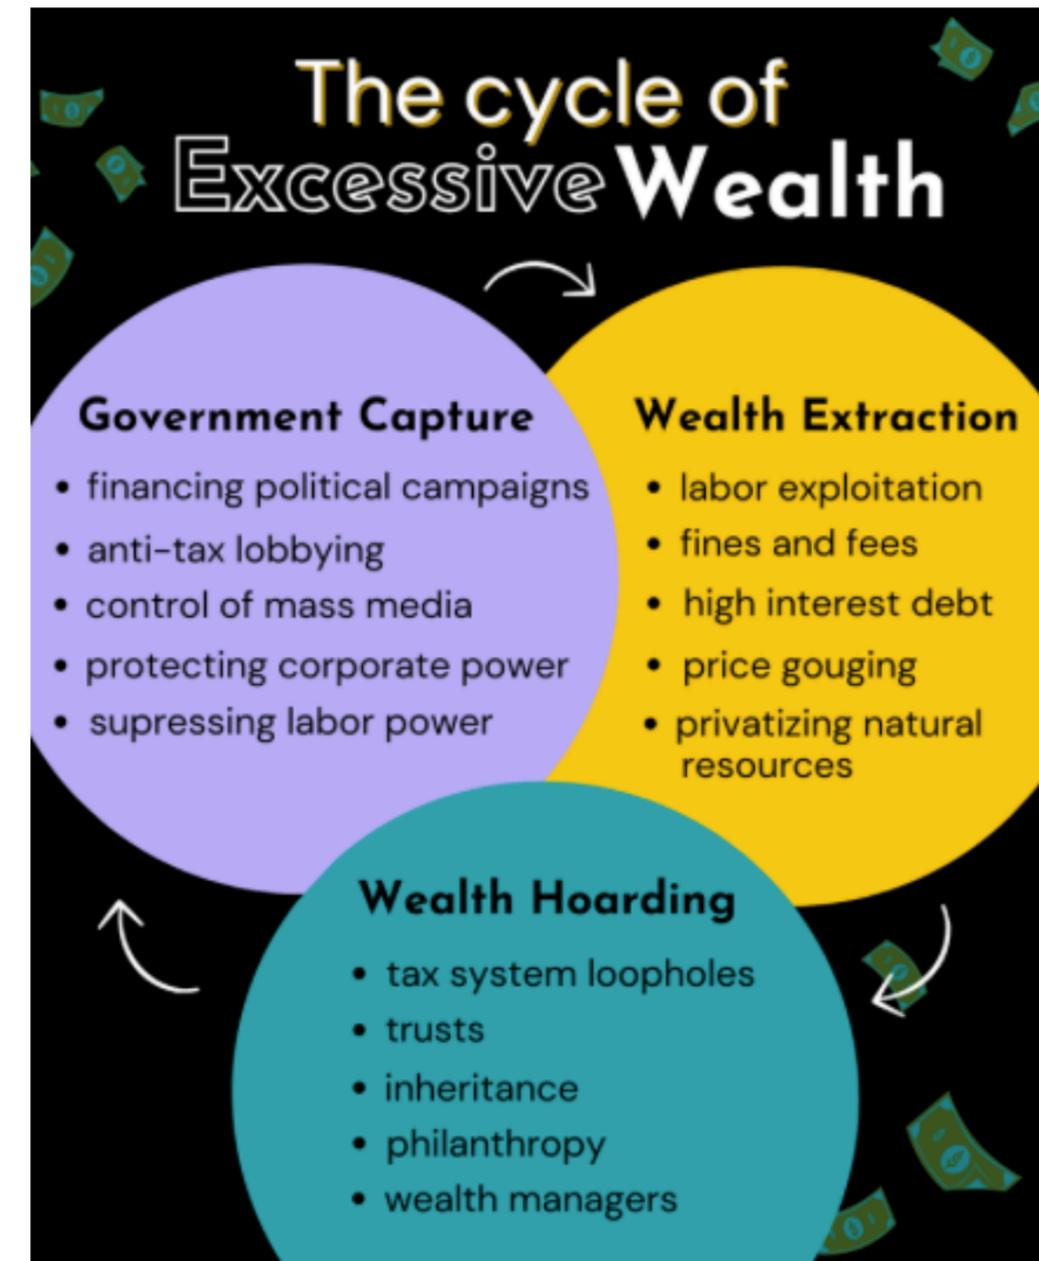 The cycle of
Excessive Wealth
Government Capture
• financing political campaigns
• anti-tax lobbying
• control of mass media
• protecting corporate power
• supressing labor power
Wealth Extraction
• labor exploitation
• fines and fees
• high interest debt
• price gouging
• privatizing natural
resources
Wealth Hoarding
• tax system loopholes
• trusts
• inheritance
• philanthropy
• wealth managers